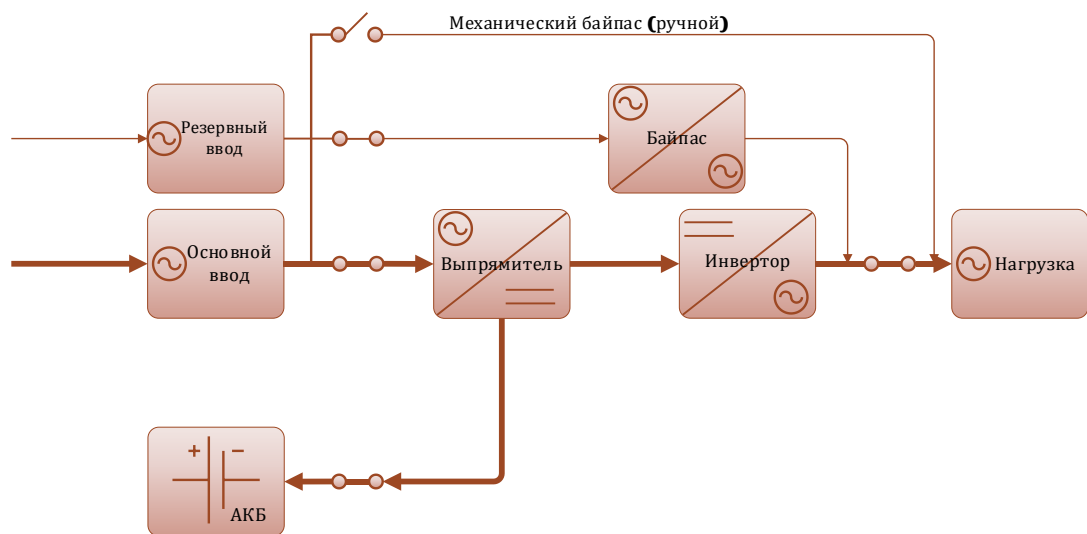 Механический байпас (ручной)
Резервный
ввод
Байпас
Основной
ввод
Выпрямитель
Инвертор
Нагрузка
+ −
АКБ